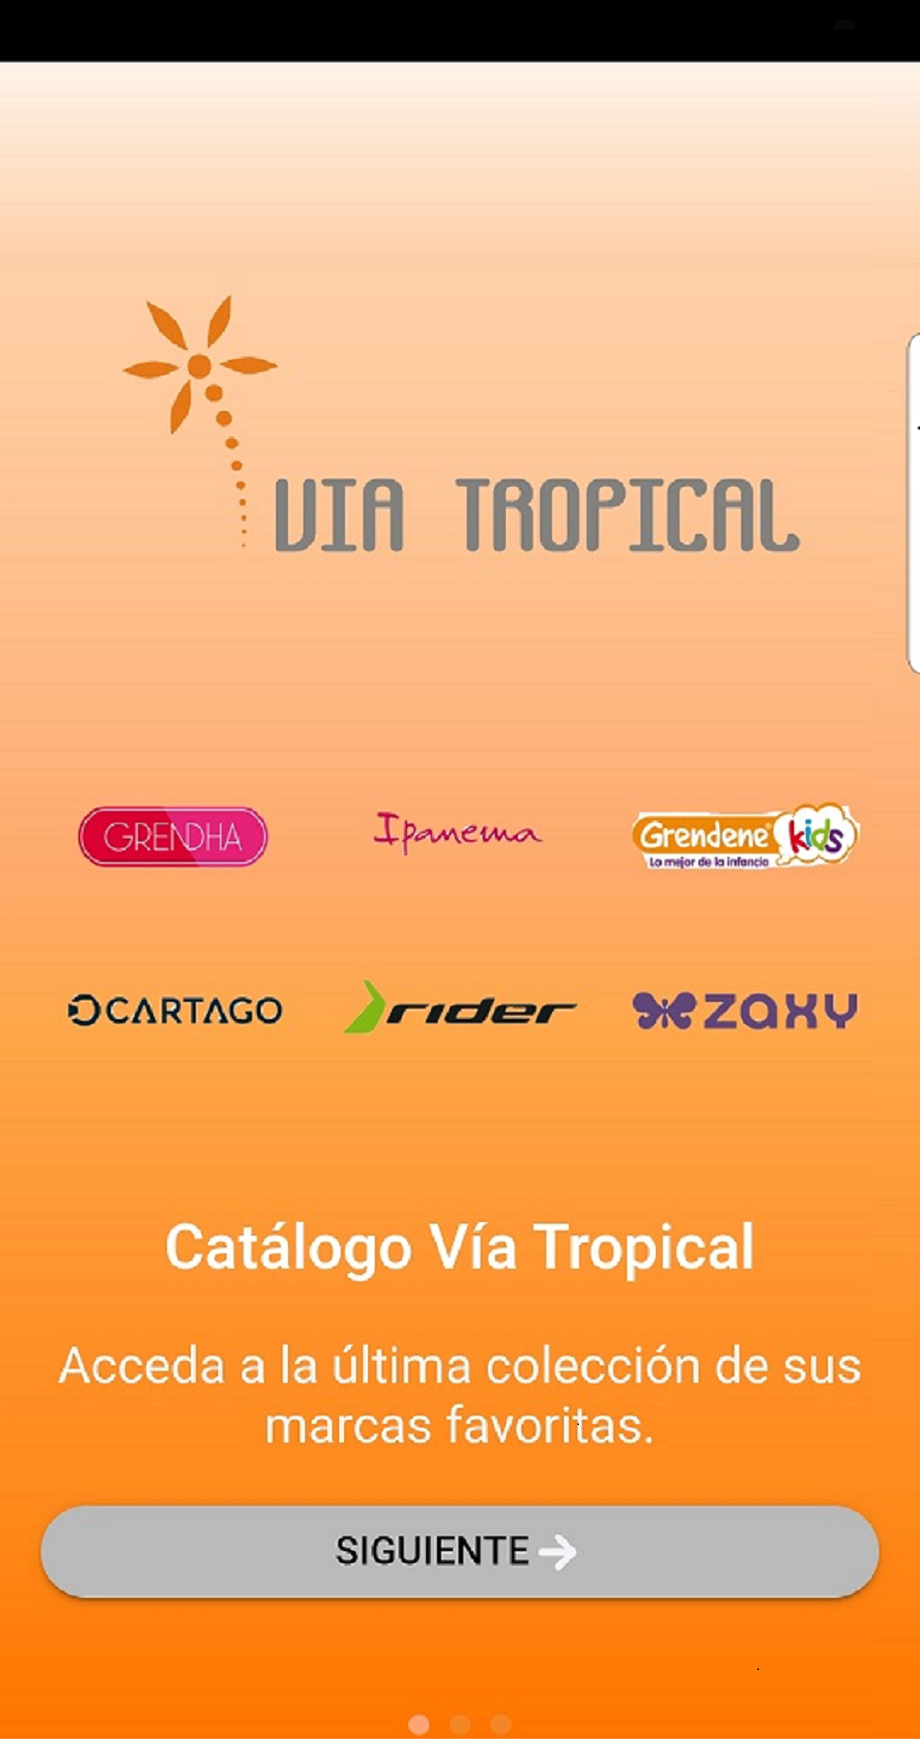 VIA TROPICAL
GRENDHA
Ipanema
Grendene kids
Lo mejor de la infancia
CARTAGO
rider
zaxy
Catálogo Vía Tropical
Acceda a la última colección de sus
marcas favoritas.
SIGUIENTE